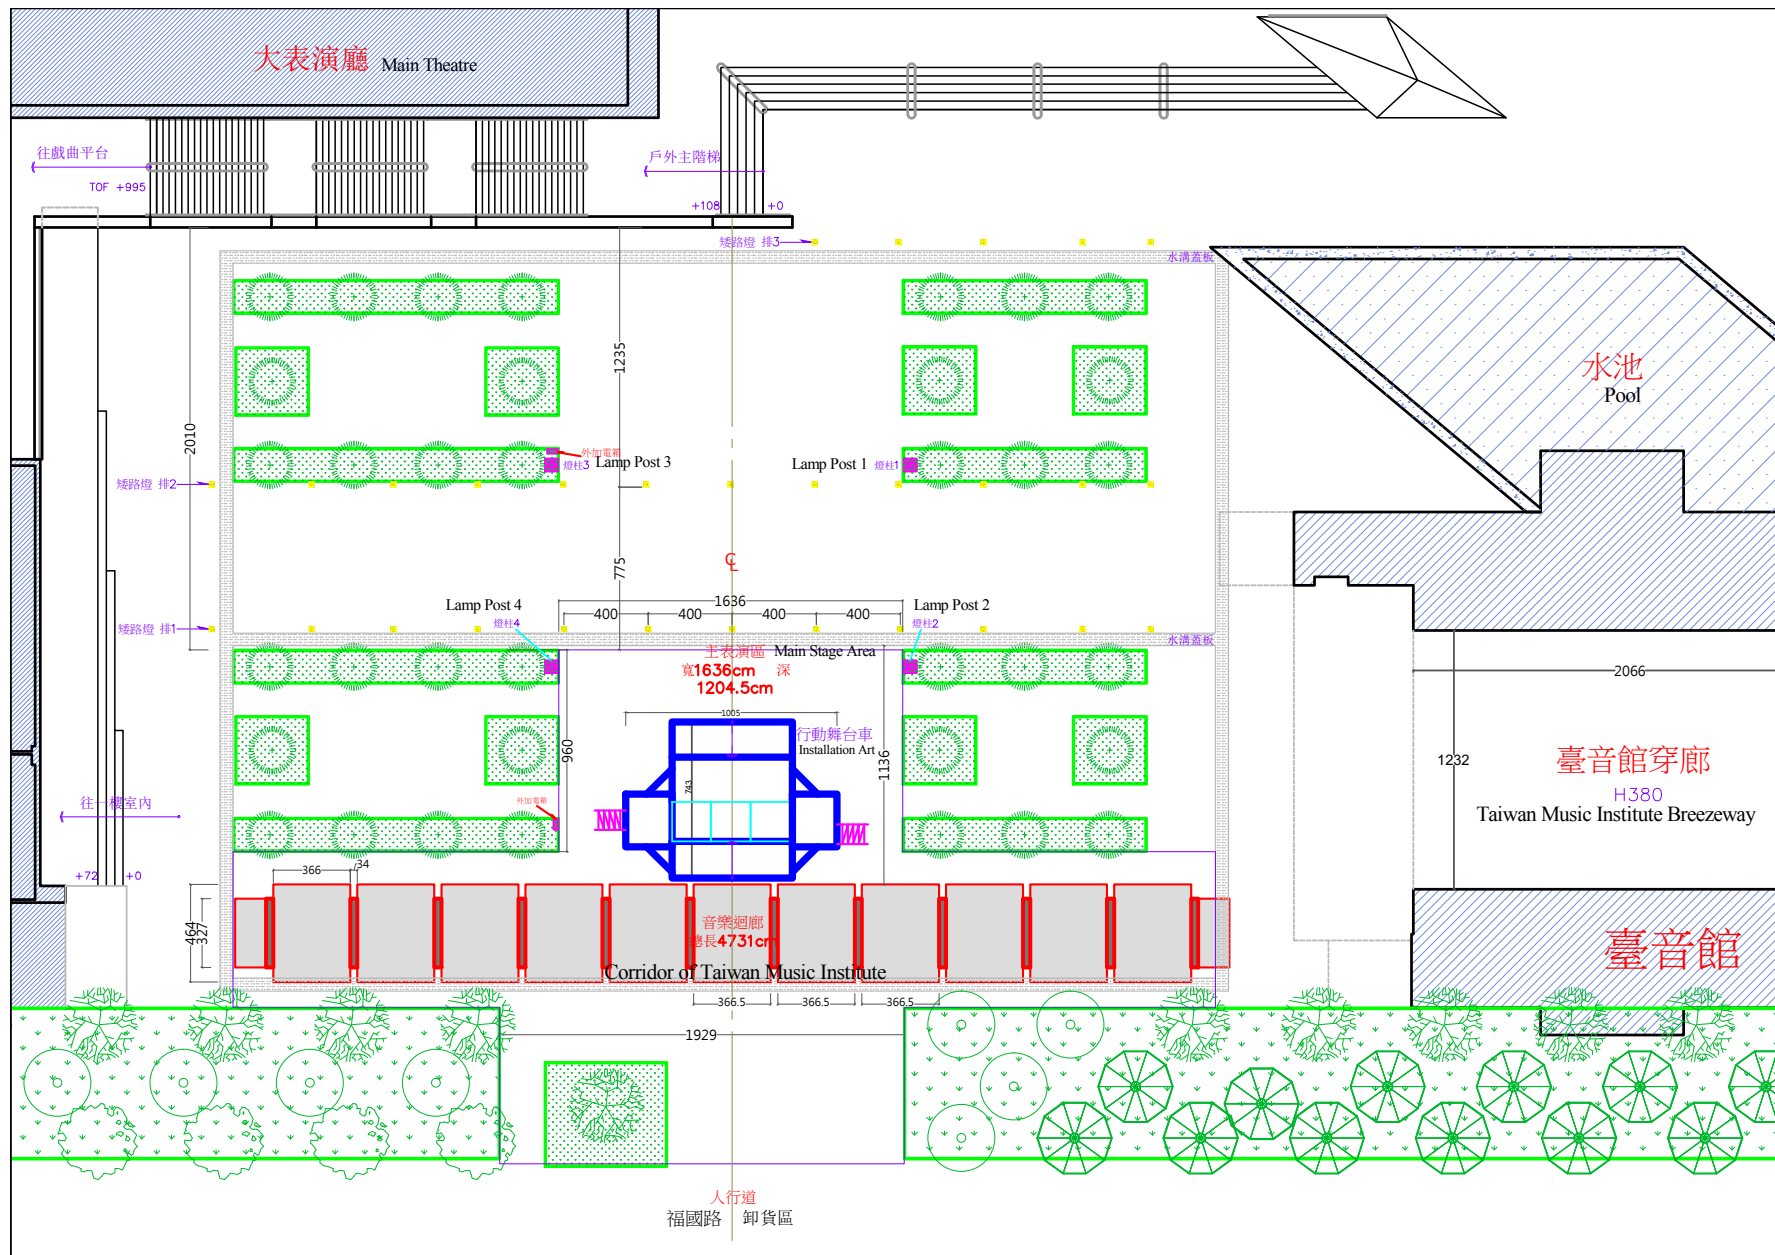 大表演廳 Main Theatre
往戲曲平台
TOF +995
戶外主階梯
+108
+0
矮路燈 排3
水溝蓋板
水池
Pool
1235
2010
外加電箱
燈柱3 Lamp Post 3
Lamp Post 1 燈柱1
矮路燈 排2
775
℄
1636
400
400
400
400
Lamp Post 4
燈柱4
Lamp Post 2
燈柱2
矮路燈 排1
水溝蓋板
主表演區 Main Stage Area
寬1636cm 深
1204.5cm
1005
行動舞台車
Installation Art
960
743
1136
2066
1232
臺音館穿廊
H380
Taiwan Music Institute Breezeway
往一樓室內
外加電箱
+72
+0
366
34
464
327
音樂迴廊
總長4731cm
Corridor of Taiwan Music Institute
366.5
366.5
366.5
臺音館
1929
人行道
福國路 卸貨區